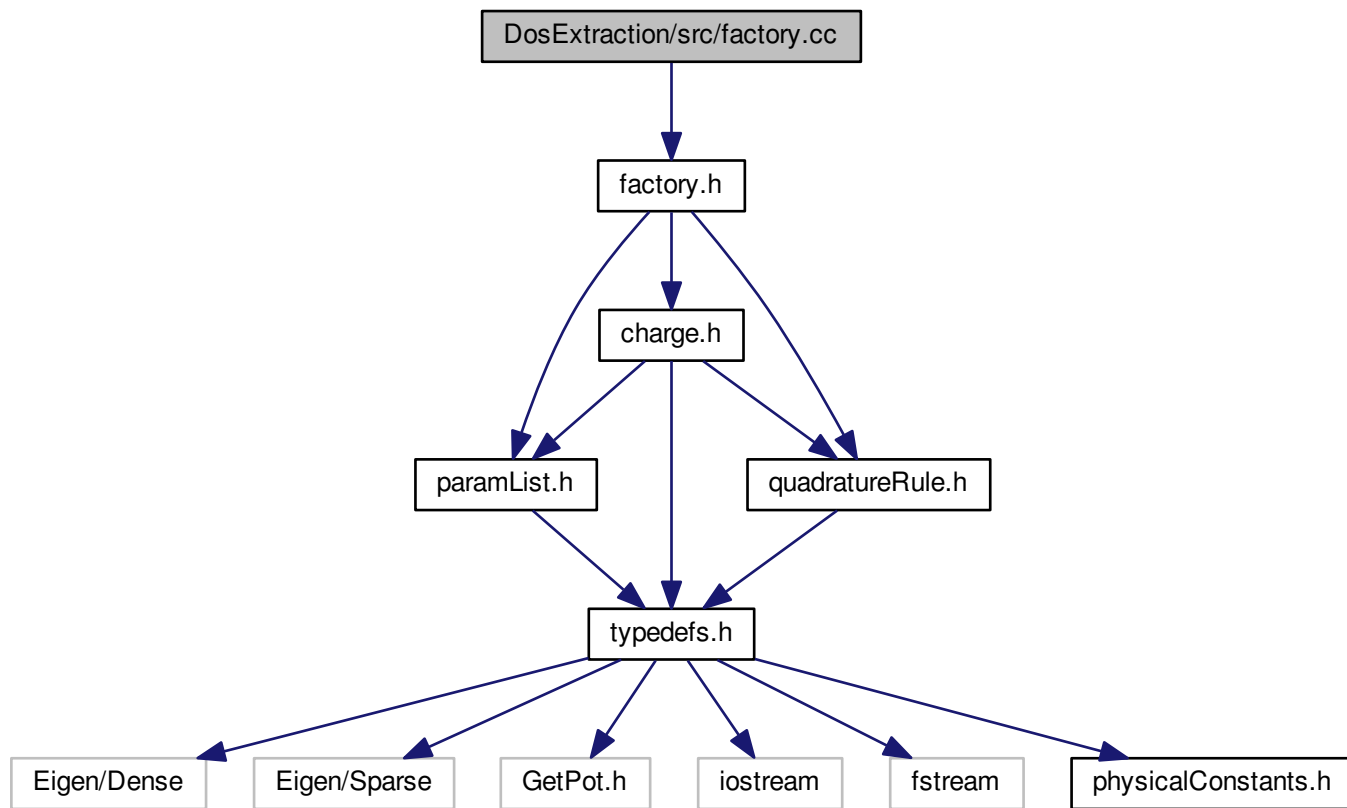 DosExtraction/src/factory.cc
factory.h
charge.h
paramList.h
quadratureRule.h
typedefs.h
Eigen/Dense
Eigen/Sparse
GetPot.h
iostream
fstream
physicalConstants.h